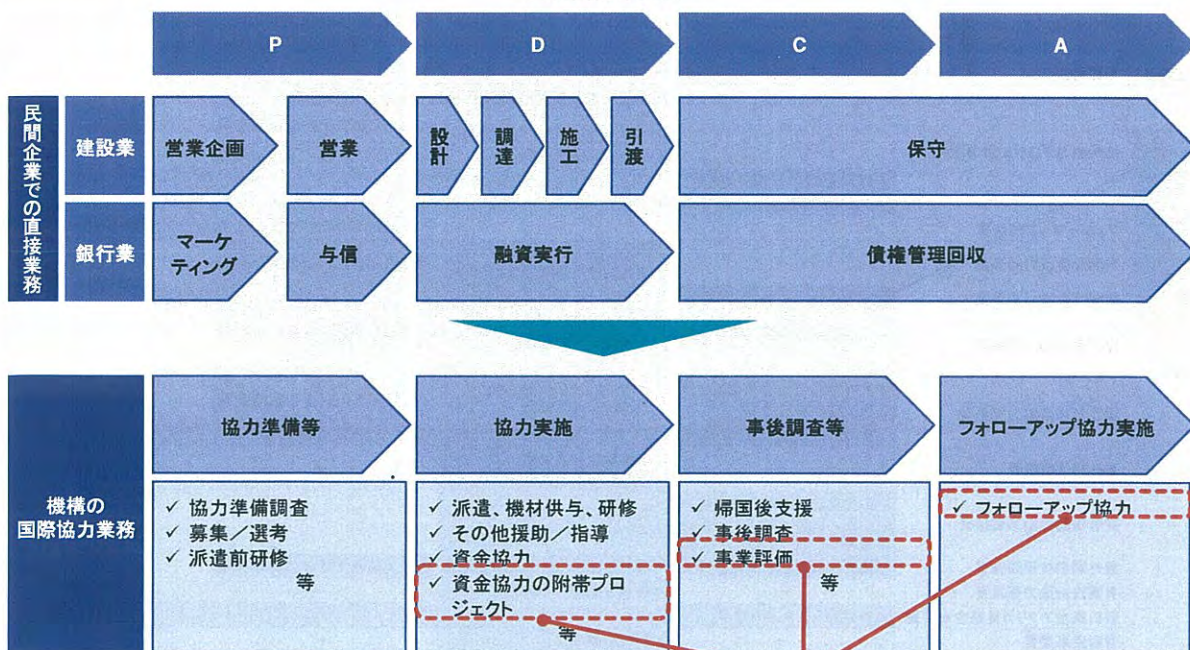 P
D
C
A
民間企業での直接業務
建設業
営業企画
営業
設計
調達
施工
引渡
保守
銀行業
マーケ
ティング
与信
融資実行
債権管理回収
機構の
国際協力業務
協力準備等
協力実施
事後調査等
フォローアップ協力実施
✓ 協力準備調査
✓ 募集/選考
✓ 派遣前研修
等
✓ 派遣、機材供与、研修
✓ その他援助/指導
✓ 資金協力
✓ 資金協力の附帯プロ
ジェクト
等
✓ 帰国後支援
✓ 事後調査
✓ 事業評価
等
✓ フォローアップ協力